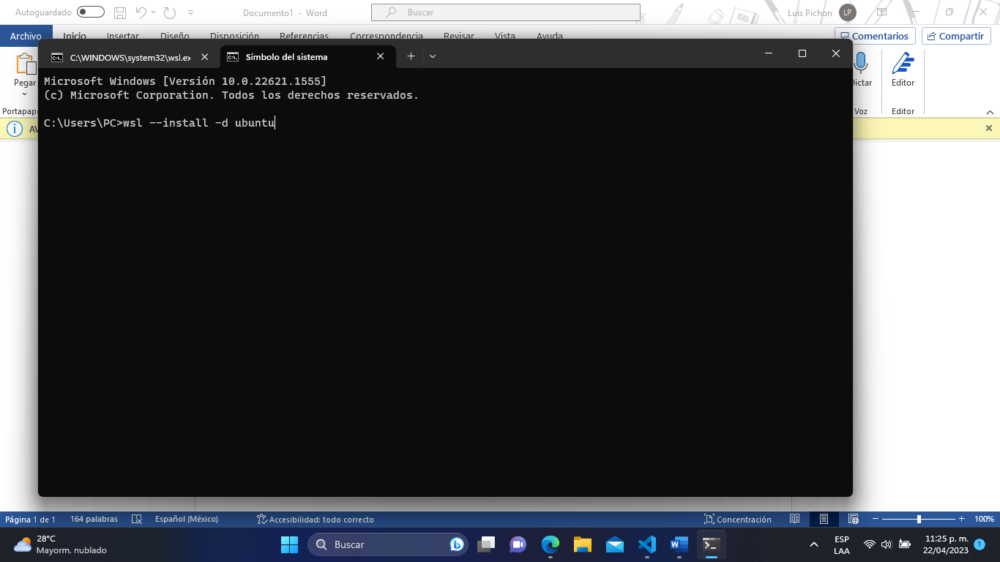 Autoguardado
Documento1 - Word
Buscar
Luis Pichon
LP
Archivo
Inicio
Insertar
Diseño
Disposición
Referencias
Correspondencia
Revisar
Vista
Ayuda
Comentarios
Compartir
C:\WINDOWS\system32\wsl.ex
Símbolo del sistema
Pegar
Editor
Voz
Editor
Microsoft Windows [Versión 10.0.22621.1555]
(c) Microsoft Corporation. Todos los derechos reservados.
C:\Users\PC>wsl --install -d ubuntu
Página 1 de 1
164 palabras
Español (México)
Accesibilidad: todo correcto
Concentración
100%
28°C
Mayorm. nublado
Buscar
ESP
LAA
11:25 p. m.
22/04/2023
1